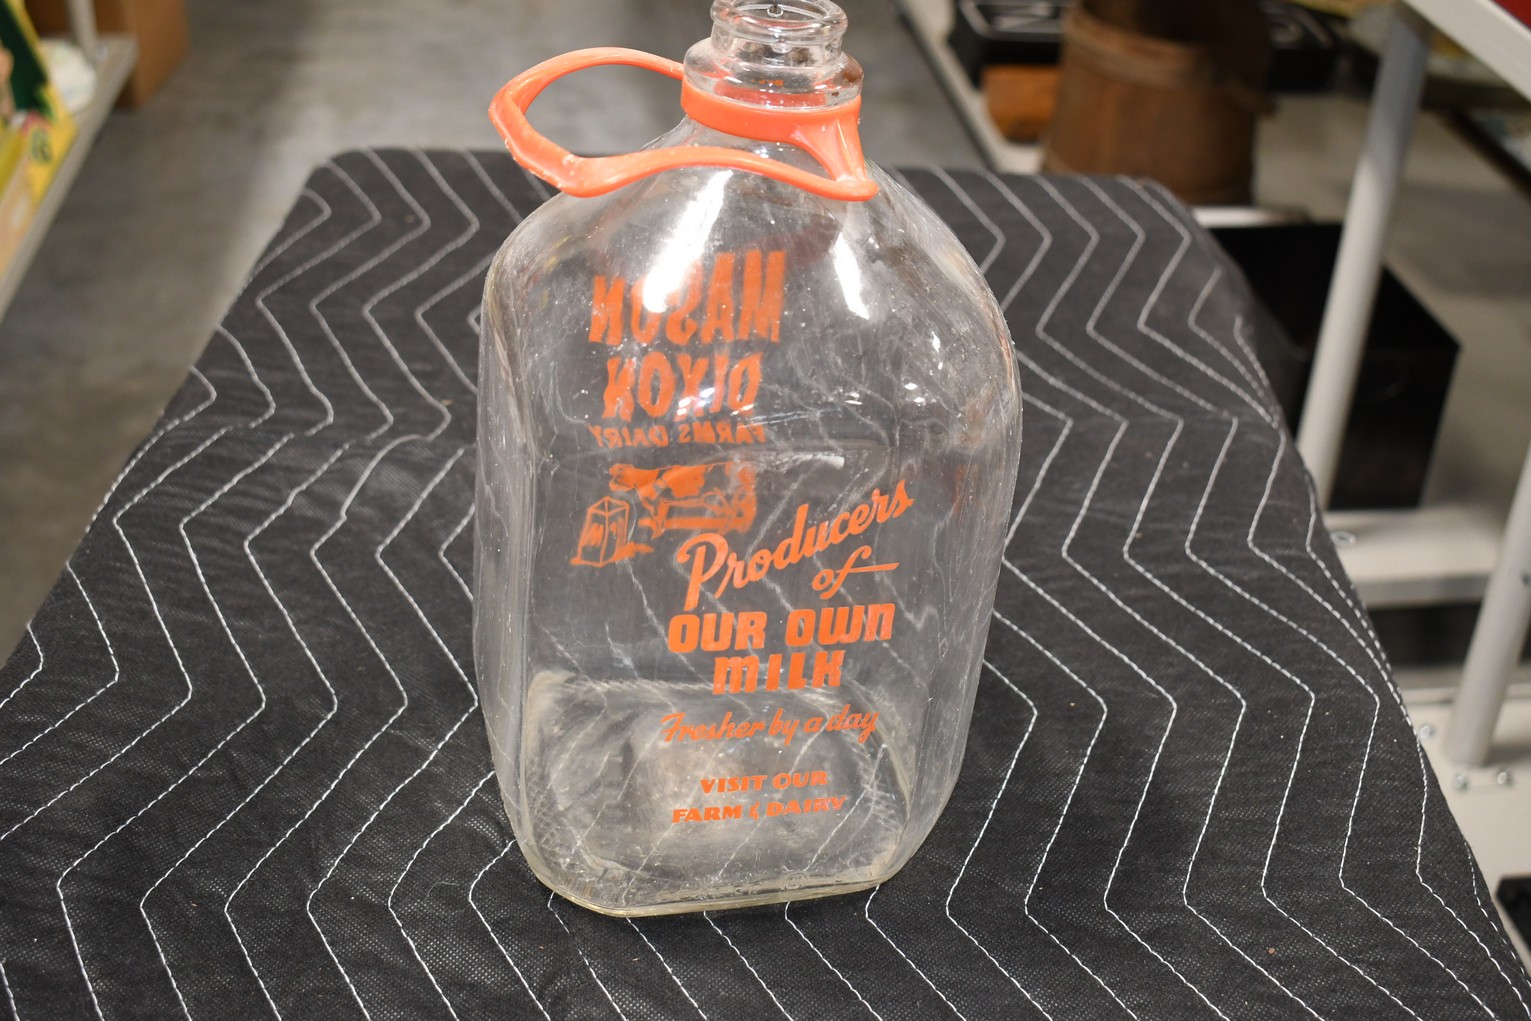 MASON
DIXON
FARMS DAIRY
Producers
of
OUR OWN
MILK
Fresher by a day
VISIT OUR
FARM & DAIRY